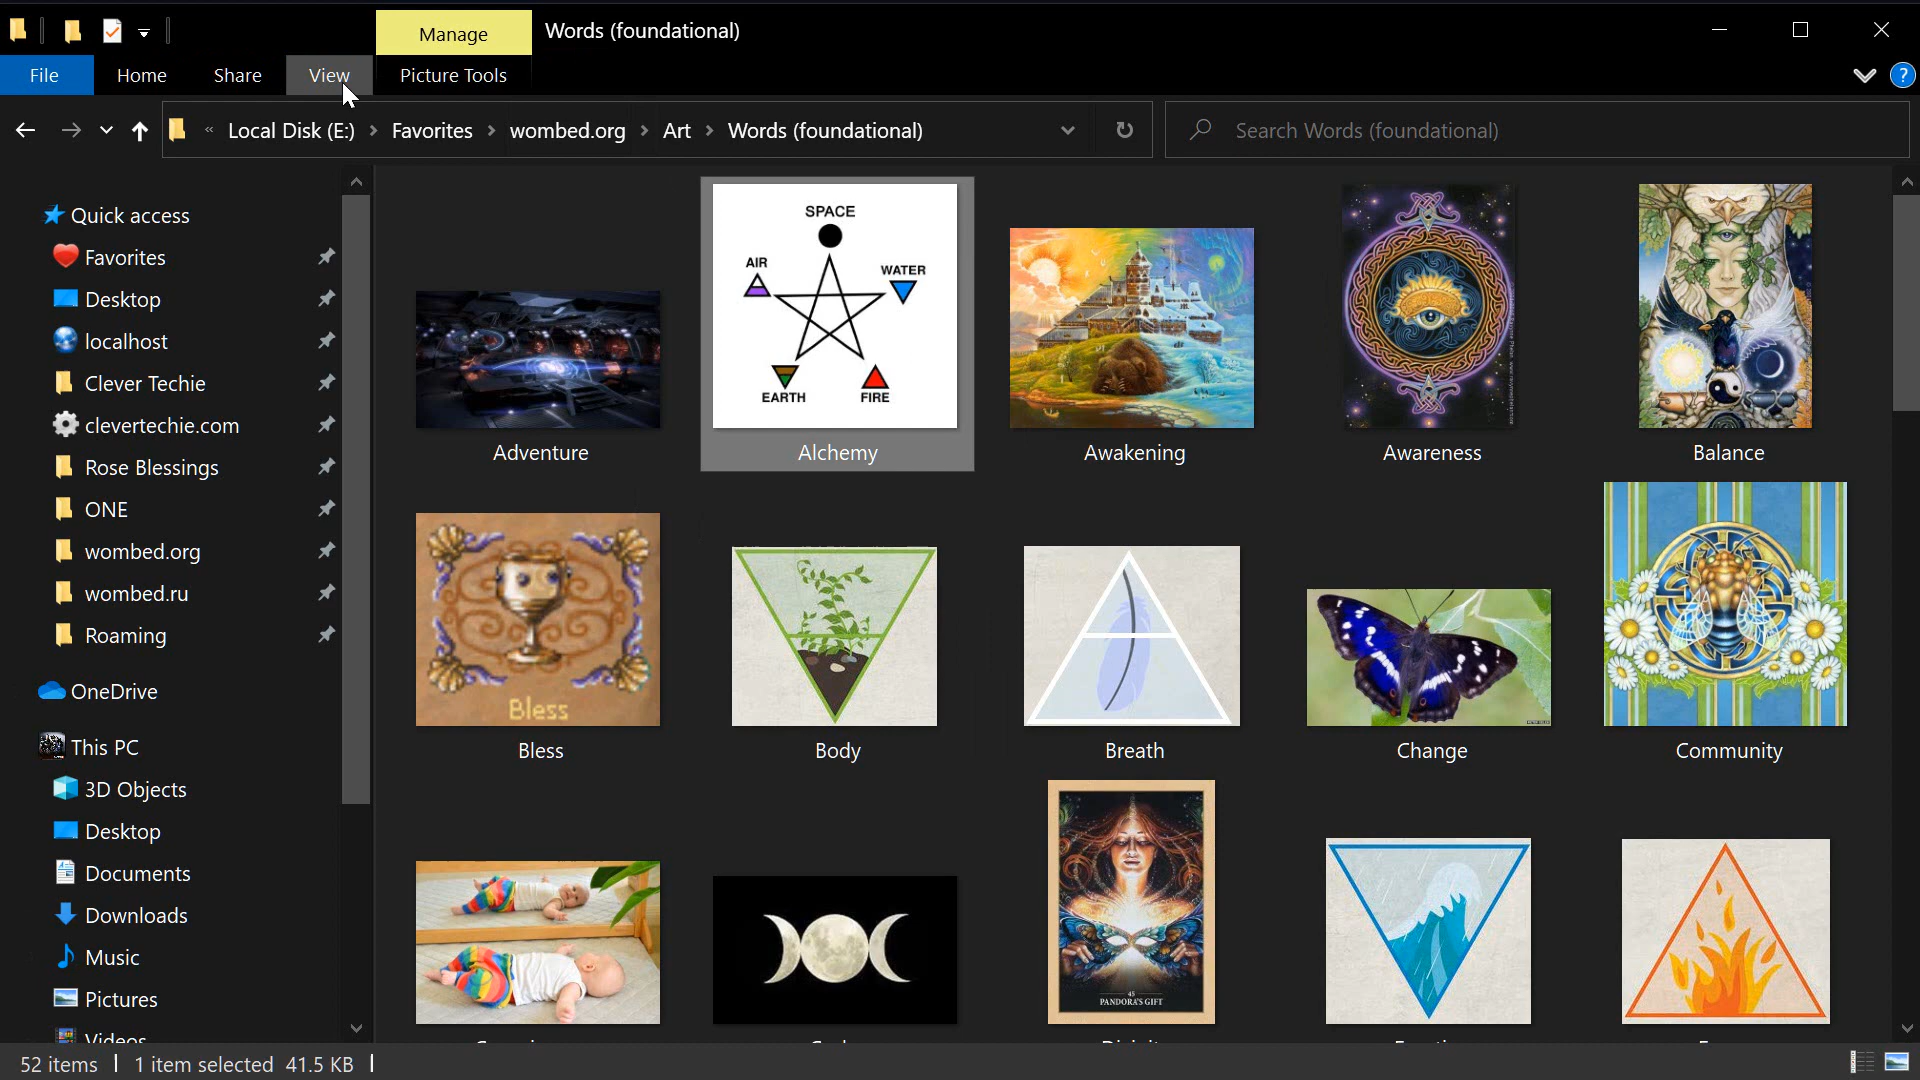 Manage
Words (foundational)
File
Home
Share
View
Picture Tools
?
« Local Disk (E:) > Favorites > wombed.org > Art > Words (foundational)
Search Words (foundational)
Quick access
Favorites
Desktop
localhost
Clever Techie
clevertechie.com
Rose Blessings
ONE
wombed.org
wombed.ru
Roaming
OneDrive
This PC
3D Objects
Desktop
Documents
Downloads
Music
Pictures
Videos
SPACE
AIR
WATER
EARTH
FIRE
Adventure
Alchemy
Awakening
Awareness
Balance
Bless
Bless
Body
Breath
Change
Community
45
PANDORA'S GIFT
52 items
1 item selected 41.5 KB